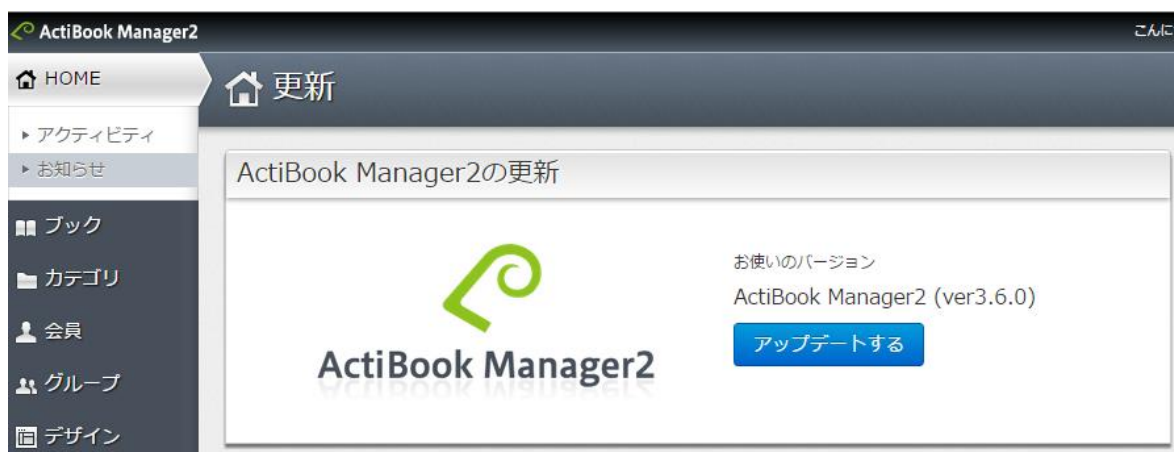 ActiBook Manager2
こんに
HOME
アクティビティ
お知らせ
ブック
カテゴリ
会員
グループ
デザイン
更新
ActiBook Manager2の更新
ActiBook Manager2
お使いのバージョン
ActiBook Manager2 (ver3.6.0)
アップデートする